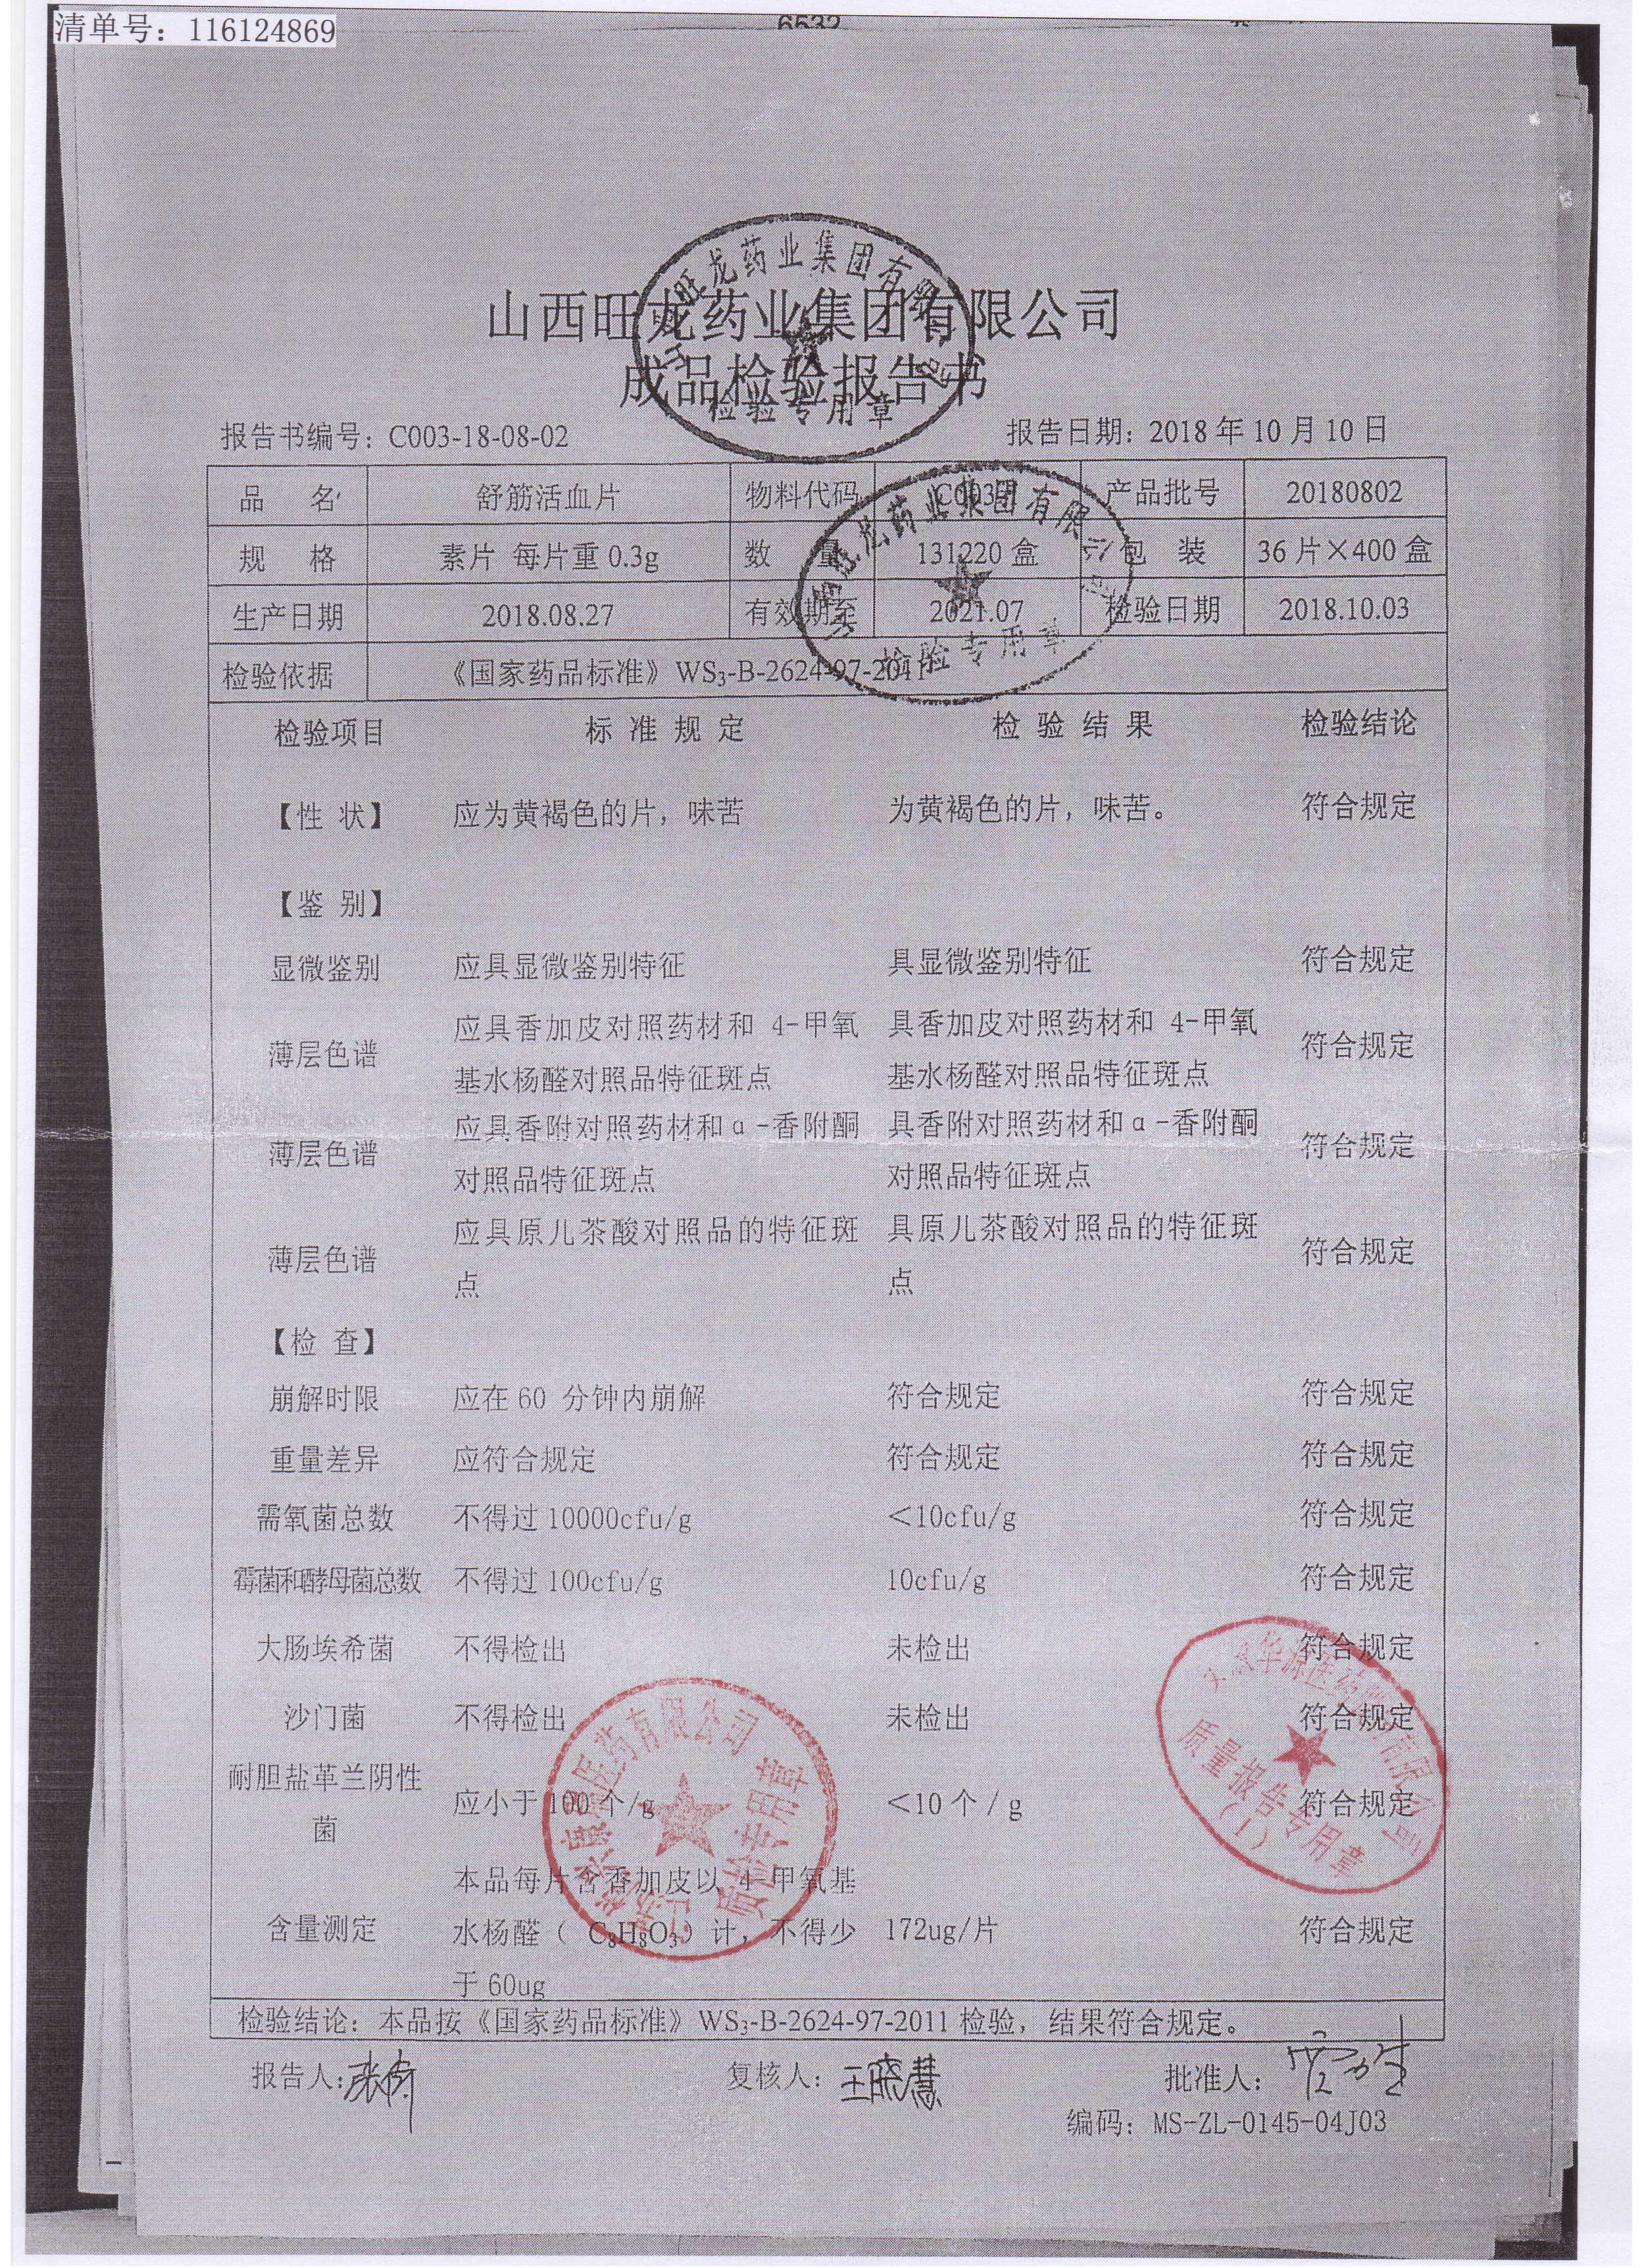 清单号：116124869
山西旺龙药业集团有限公司
成品检验报告书
报告书编号：C003-18-08-02 报告日期：2018年10月10日
品 名 舒筋活血片 物料代码 C003 产品批号 20180802
规 格 素片 每片重0.3g 数 量 131220盒 包 装 36片×400盒
生产日期 2018.08.27 有效期至 2021.07 检验日期 2018.10.03
检验依据 《国家药品标准》WS₃-B-2624-97-2011
检验项目 标 准 规 定 检 验 结 果 检验结论
【性 状】 应为黄褐色的片，味苦 为黄褐色的片，味苦。 符合规定
【鉴 别】
显微鉴别 应具显微鉴别特征 具显微鉴别特征 符合规定
薄层色谱 应具香加皮对照药材和 4-甲氧基水杨醛对照品特征斑点 具香加皮对照药材和 4-甲氧基水杨醛对照品特征斑点 符合规定
薄层色谱 应具香附对照药材和α-香附酮对照品特征斑点 具香附对照药材和α-香附酮对照品特征斑点 符合规定
薄层色谱 应具原儿茶酸对照品的特征斑点 具原儿茶酸对照品的特征斑点 符合规定
【检 查】
崩解时限 应在60 分钟内崩解 符合规定 符合规定
重量差异 应符合规定 符合规定 符合规定
需氧菌总数 不得过10000cfu/g ＜10cfu/g 符合规定
霉菌和酵母菌总数 不得过100cfu/g 10cfu/g 符合规定
大肠埃希菌 不得检出 未检出 符合规定
沙门菌 不得检出 未检出 符合规定
耐胆盐革兰阴性菌 应小于100个/g ＜10个/g 符合规定
含量测定 本品每片含香加皮以 4-甲氧基水杨醛（C₈H₈O₃）计，不得少于60ug 172ug/片 符合规定
检验结论：本品按《国家药品标准》WS₃-B-2624-97-2011检验，结果符合规定。
报告人： 复核人：王晓慧 批准人：
编码：MS-ZL-0145-04J03
检验专用章
检验专用章
质检专用章
质量报告专用章
（1）